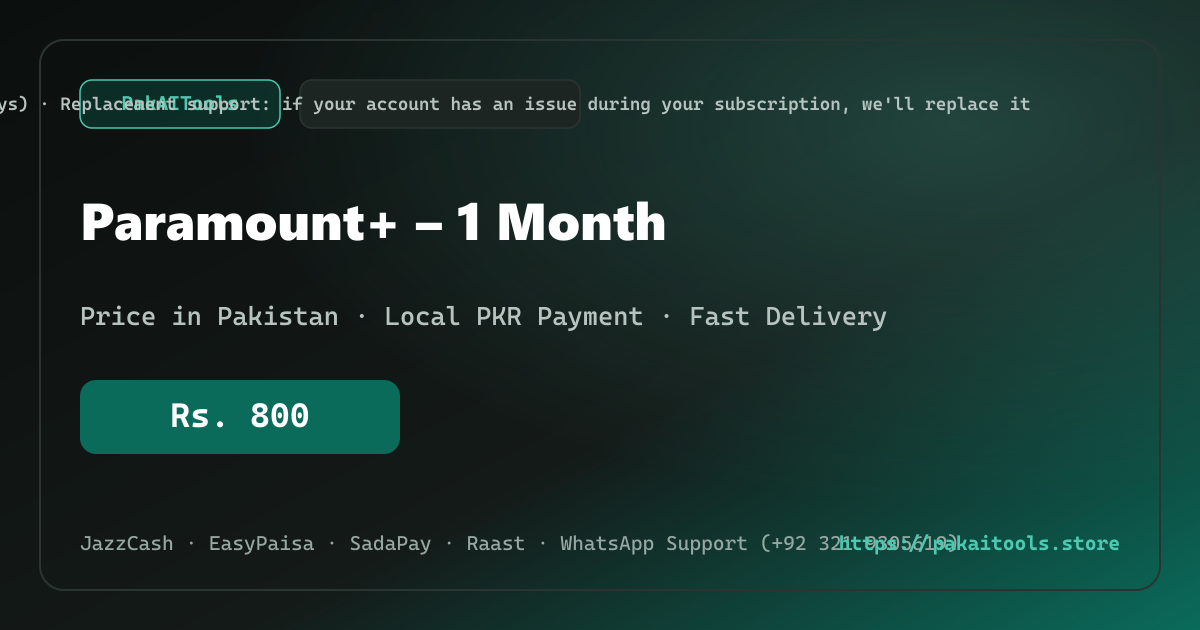 PakAITools
ys) · Replacement support: if your account has an issue during your subscription, we'll replace it
Paramount+ – 1 Month
Price in Pakistan · Local PKR Payment · Fast Delivery
Rs. 800
JazzCash · EasyPaisa · SadaPay · Raast · WhatsApp Support (+92 321
https://pakaitools.store